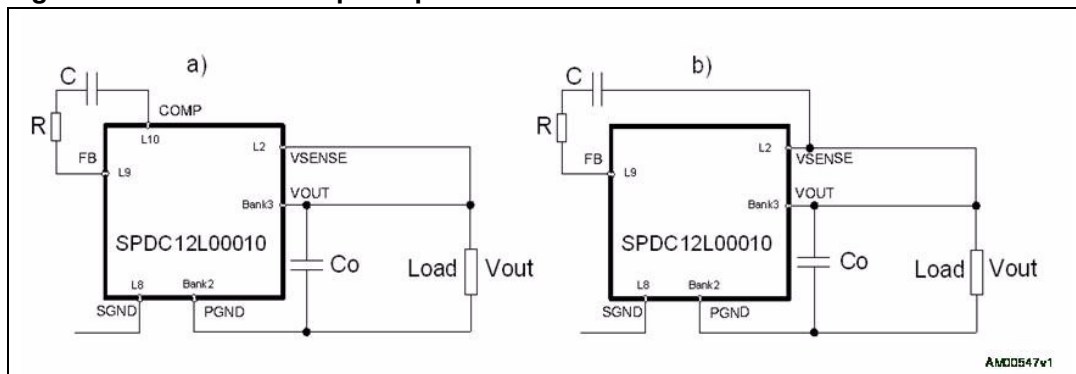 a)
C
COMP
R
L10
FB
L9
L2
VSENSE
VOUT
Bank3
SPDC12L00010
Co
Load
Vout
L8
Bank2
SGND
PGND
b)
C
R
FB
L9
L2
VSENSE
VOUT
Bank3
SPDC12L00010
Co
Load
Vout
L8
Bank2
SGND
PGND
AM00547v1